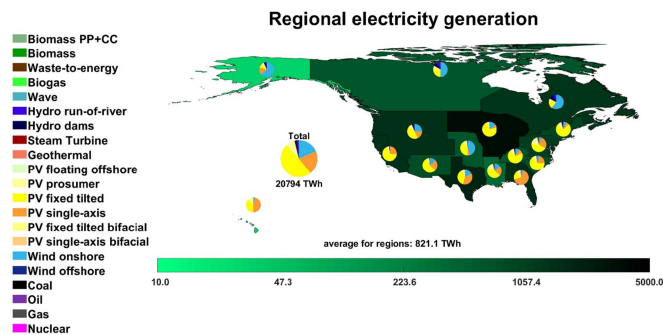 Regional electricity generation
Biomass PP+CC
Biomass
Waste-to-energy
Biogas
Wave
Hydro run-of-river
Hydro dams
Steam Turbine
Geothermal
PV floating offshore
PV prosumer
PV fixed tilted
PV single-axis
PV fixed tilted bifacial
PV single-axis bifacial
Wind onshore
Wind offshore
Coal
Oil
Gas
Nuclear
Total
20794 TWh
average for regions: 821.1 TWh
10.0 47.3 223.6 1057.4 5000.0